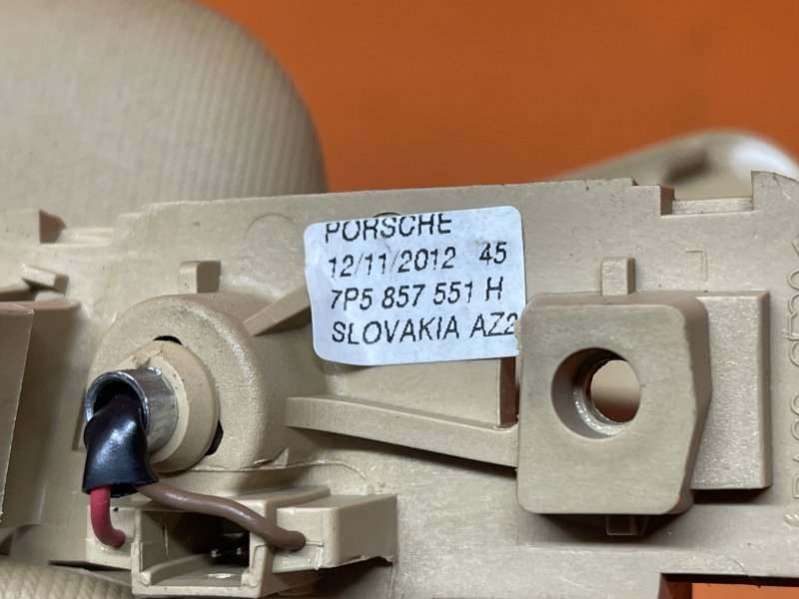 PORSCHE
12/11/2012 45
7P5 857 551 H
SLOVAKIA AZ2
L